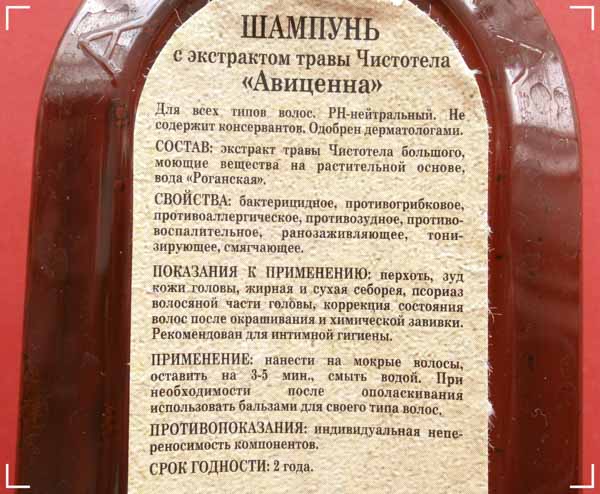 ШАМПУНЬ
с экстрактом травы Чистотела
«Авиценна»
Для всех типов волос. РН-нейтральный. Не
содержит консервантов. Одобрен дерматологами.
СОСТАВ: экстракт травы Чистотела большого,
моющие вещества на растительной основе,
вода «Роганская».
СВОЙСТВА: бактерицидное, противогрибковое,
противоаллергическое, противозудное, противо-
воспалительное, ранозаживляющее, тони-
зирующее, смягчающее.
ПОКАЗАНИЯ К ПРИМЕНЕНИЮ: перхоть, зуд
кожи головы, жирная и сухая себорея, псориаз
волосяной части головы, коррекция состояния
волос после окрашивания и химической завивки.
Рекомендован для интимной гигиены.
ПРИМЕНЕНИЕ: нанести на мокрые волосы,
оставить на 3-5 мин., смыть водой. При
необходимости после ополаскивания
использовать бальзам для своего типа волос.
ПРОТИВОПОКАЗАНИЯ: индивидуальная непе-
реносимость компонентов.
СРОК ГОДНОСТИ: 2 года.